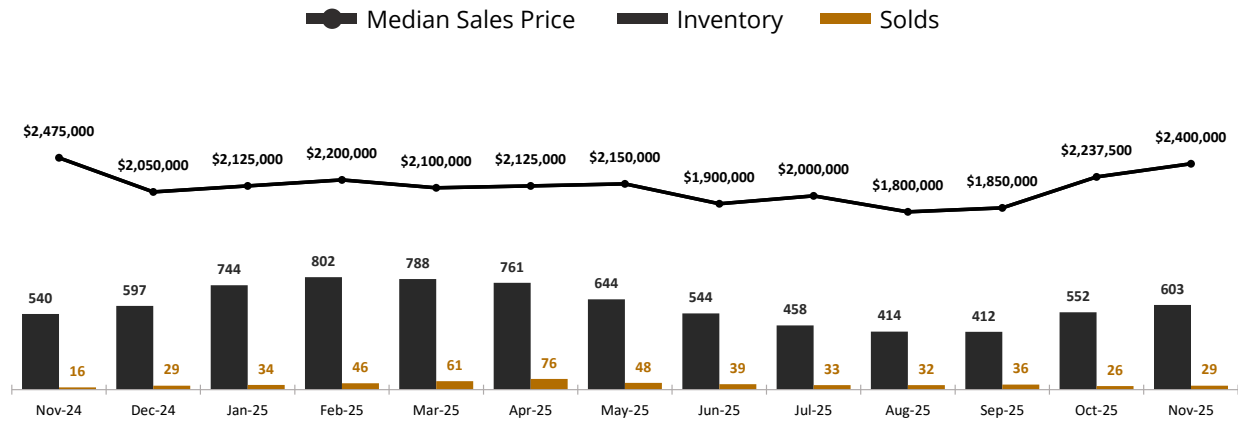 Median Sales Price Inventory Solds
$2,475,000 $2,050,000 $2,125,000 $2,200,000 $2,100,000 $2,125,000 $2,150,000 $1,900,000 $2,000,000 $1,800,000 $1,850,000 $2,237,500 $2,400,000
540 597 744 802 788 761 644 544 458 414 412 552 603
16 29 34 46 61 76 48 39 33 32 36 26 29
Nov-24 Dec-24 Jan-25 Feb-25 Mar-25 Apr-25 May-25 Jun-25 Jul-25 Aug-25 Sep-25 Oct-25 Nov-25